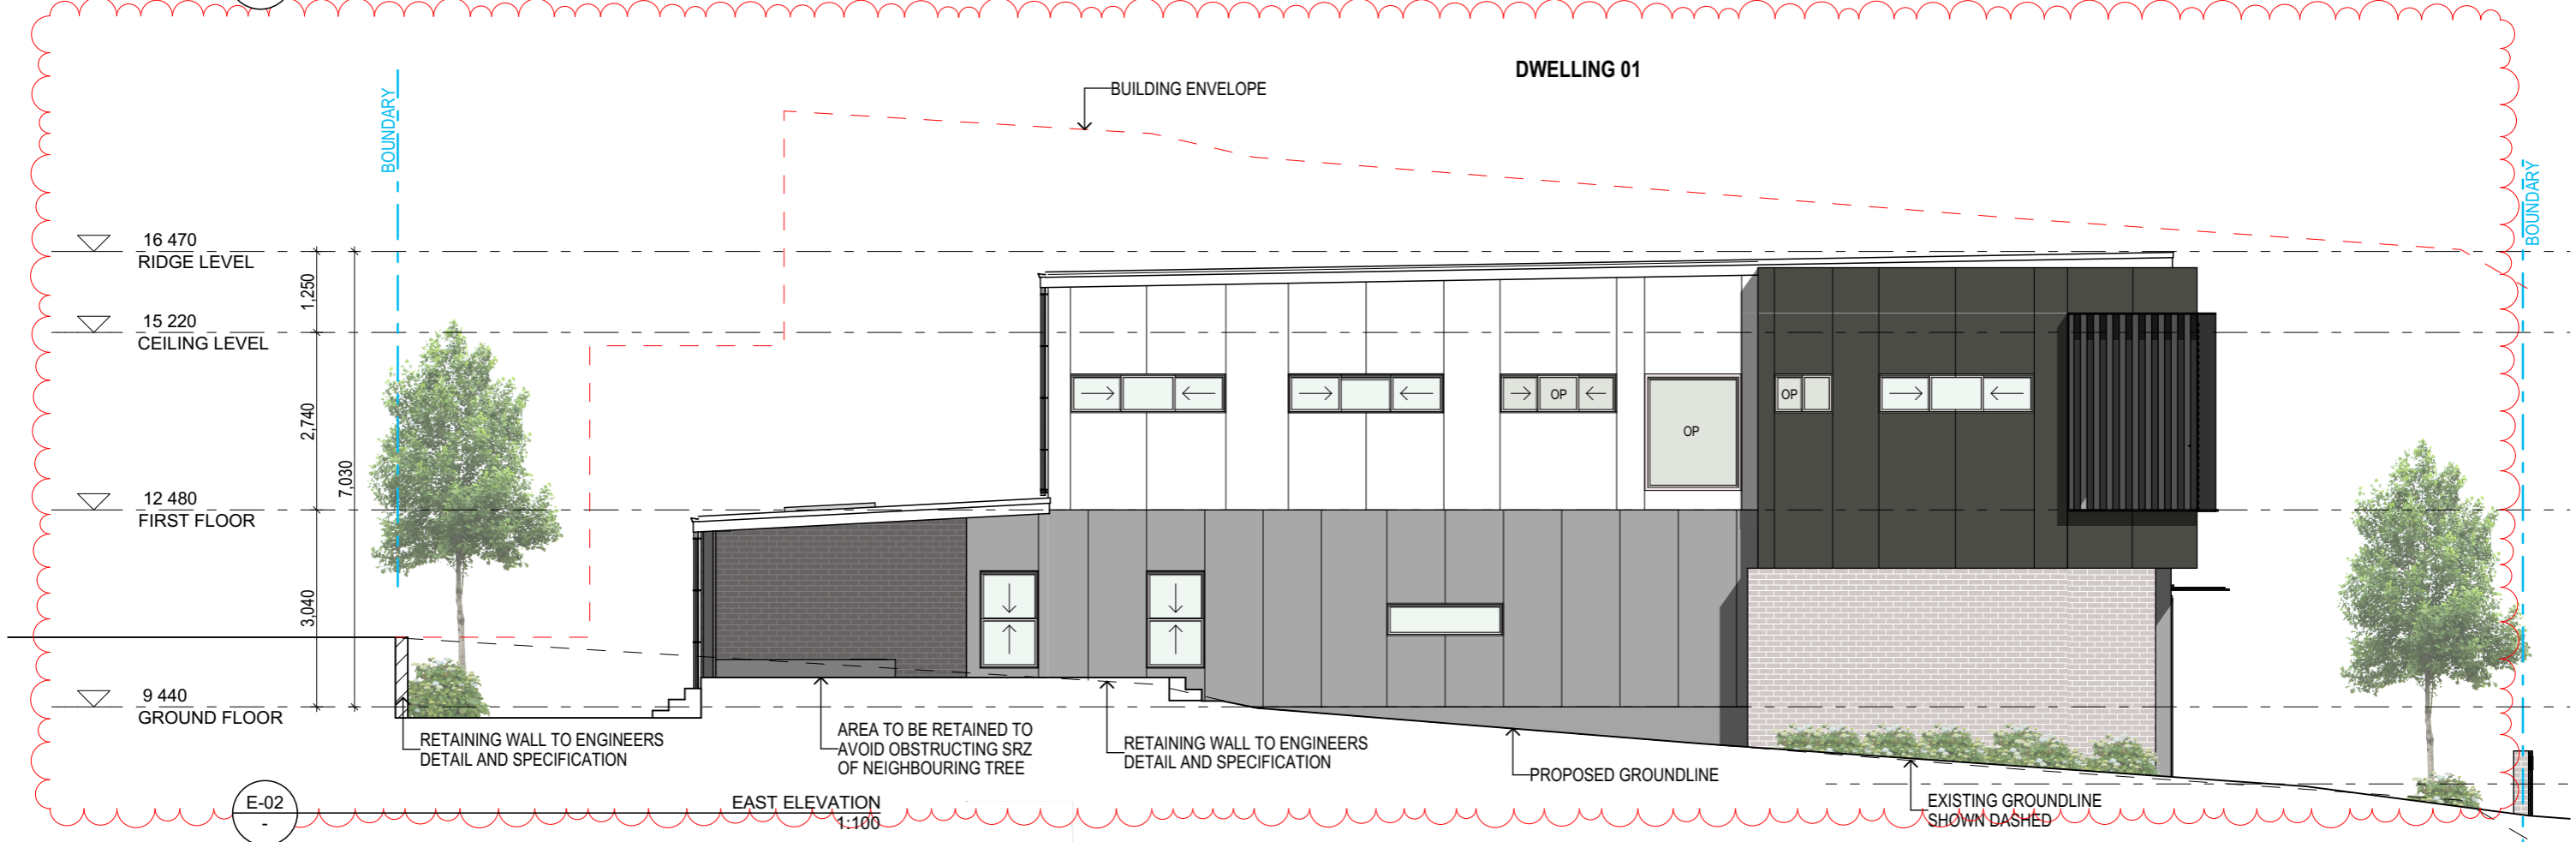 DWELLING 01
BUILDING ENVELOPE
BOUNDARY
BOUNDARY
16 470
RIDGE LEVEL
1,250
15 220
CEILING LEVEL
2,740
7,030
12 480
FIRST FLOOR
3,040
9 440
GROUND FLOOR
OP
OP
OP
RETAINING WALL TO ENGINEERS
DETAIL AND SPECIFICATION
AREA TO BE RETAINED TO
AVOID OBSTRUCTING SRZ
OF NEIGHBOURING TREE
RETAINING WALL TO ENGINEERS
DETAIL AND SPECIFICATION
PROPOSED GROUNDLINE
EXISTING GROUNDLINE
SHOWN DASHED
E-02
-
EAST ELEVATION
1:100